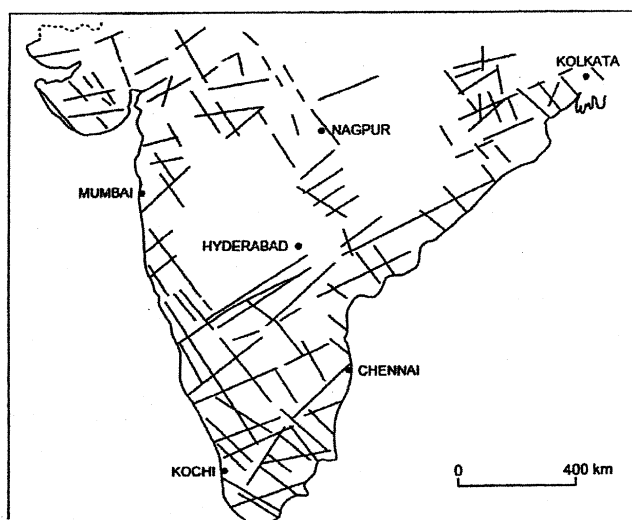 KOLKATA
NAGPUR
MUMBAI
HYDERABAD
CHENNAI
KOCHI
0 400 km